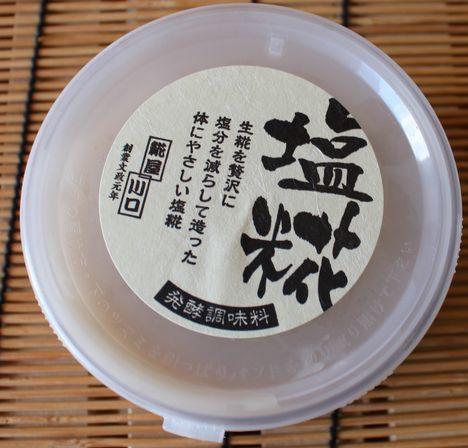 塩糀
生糀を贅沢に
塩分を減らして造った
体にやさしい塩糀
糀屋川口
創業文政元年
発酵調味料